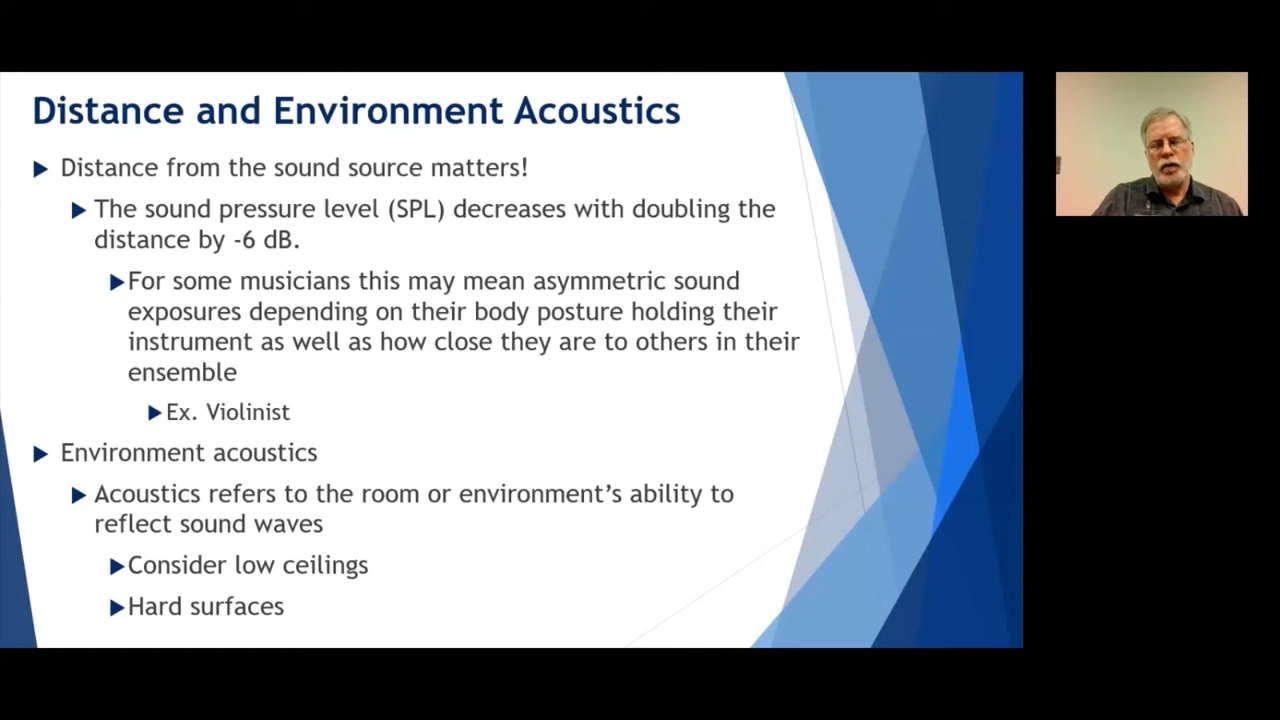 Distance and Environment Acoustics
Distance from the sound source matters!
The sound pressure level (SPL) decreases with doubling the
distance by -6 dB.
For some musicians this may mean asymmetric sound
exposures depending on their body posture holding their
instrument as well as how close they are to others in their
ensemble
Ex. Violinist
Environment acoustics
Acoustics refers to the room or environment’s ability to
reflect sound waves
Consider low ceilings
Hard surfaces